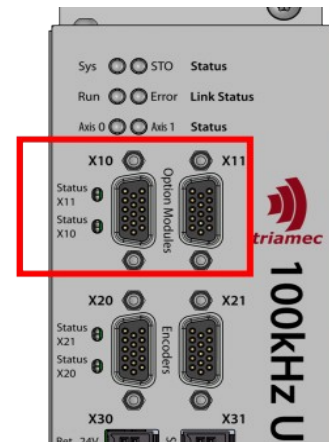 Sys STO Status
Run Error Link Status
Axis 0 Axis 1 Status
X10 X11
Status
X11
Status
X10
Option Modules
triamec
X20 X21
Status
X21
Status
X20
Encoders
100kHz U
X30 X31
Ret 24V